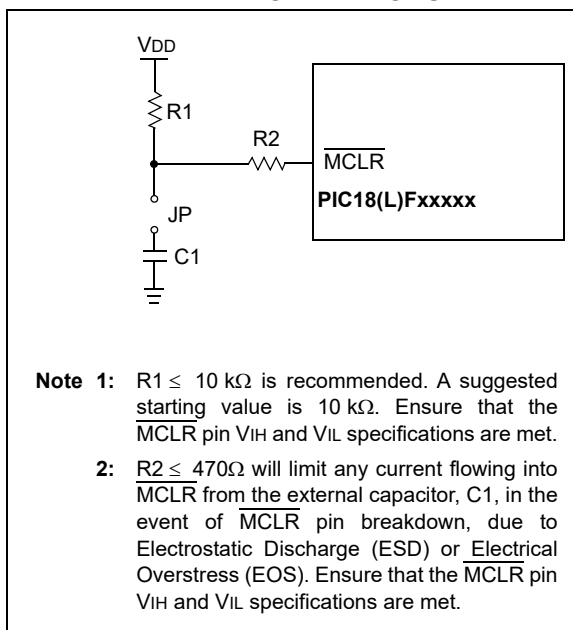 VDD
R1
R2
MCLR
PIC18(L)Fxxxxx
JP
C1
Note 1: R1 ≤ 10 kΩ is recommended. A suggested
starting value is 10 kΩ. Ensure that the
MCLR pin VIH and VIL specifications are met.
2: R2 ≤ 470Ω will limit any current flowing into
MCLR from the external capacitor, C1, in the
event of MCLR pin breakdown, due to
Electrostatic Discharge (ESD) or Electrical
Overstress (EOS). Ensure that the MCLR pin
VIH and VIL specifications are met.